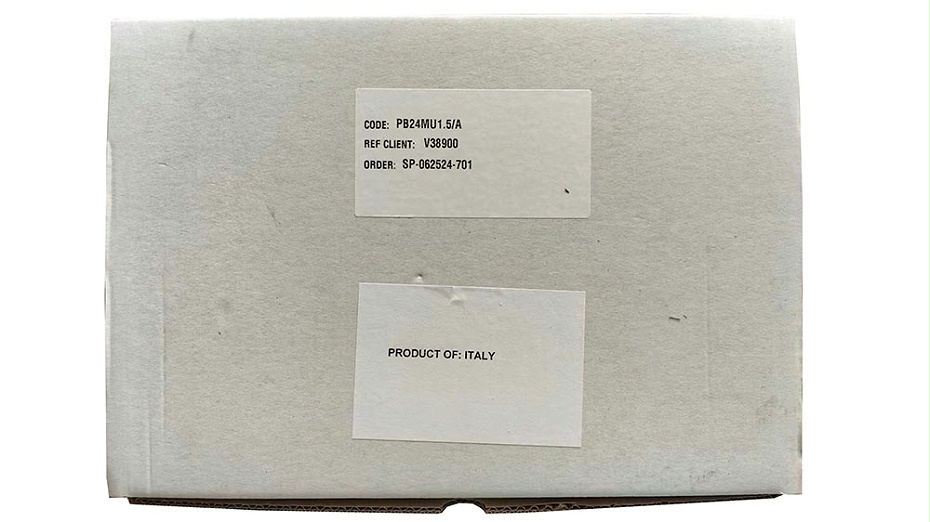 CODE: PB24MU1.5/A
REF CLIENT: V38900
ORDER: SP-062524-701
PRODUCT OF: ITALY